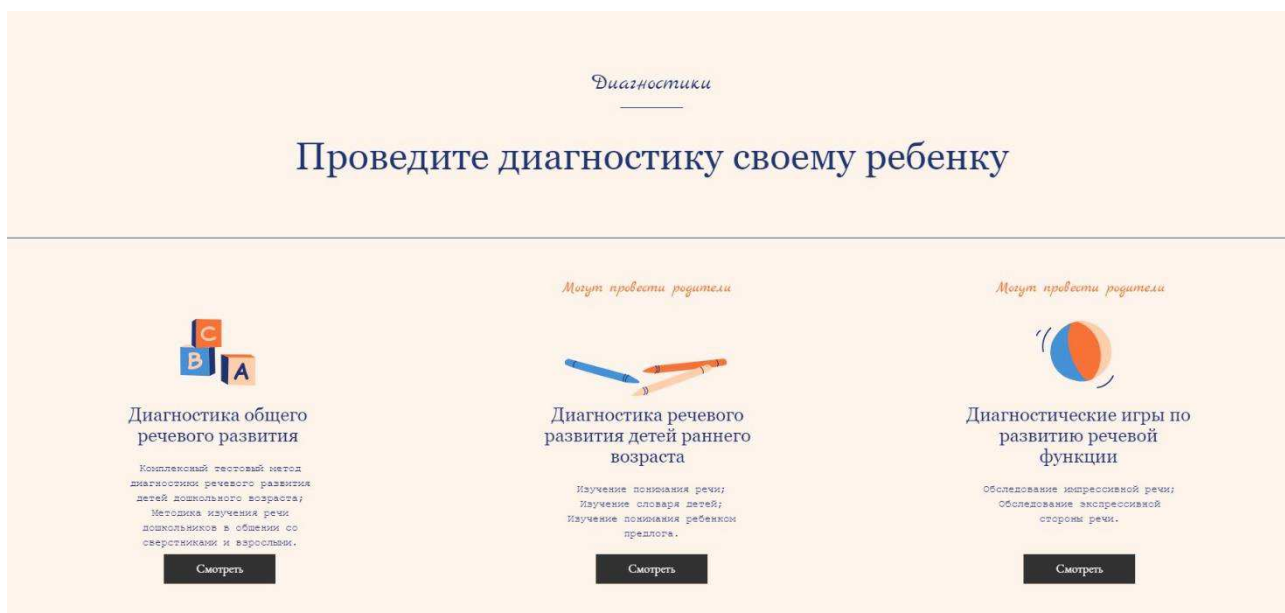 Диагностики
Проведите диагностику своему ребенку
C
B
A
Диагностика общего
речевого развития
Комплексный тестовый метод
диагностики речевого развития
детей дошкольного возраста;
Методика изучения речи
дошкольников в общении со
сверстниками и взрослыми.
Смотреть
Могут провести родители
Диагностика речевого
развития детей раннего
возраста
Изучение понимания речи;
Изучение словаря детей;
Изучение понимания ребенком
предлога.
Смотреть
Могут провести родители
Диагностические игры по
развитию речевой
функции
Обследование импрессивной речи;
Обследование экспрессивной
стороны речи.
Смотреть